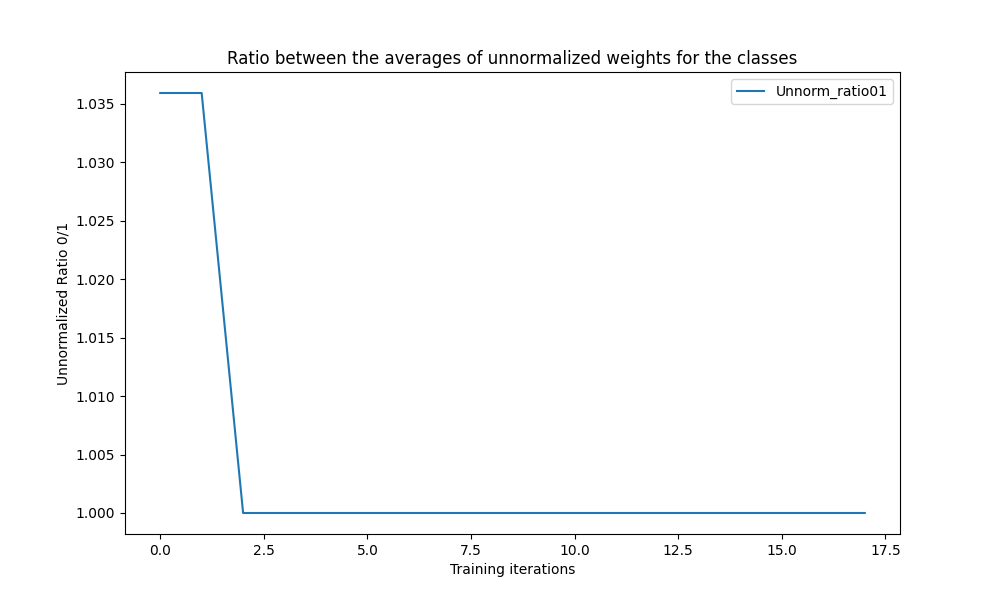 Ratio between the averages of unnormalized weights for the classes
Unnorm_ratio01
Unnormalized Ratio 0/1
1.035
1.030
1.025
1.020
1.015
1.010
1.005
1.000
0.0 2.5 5.0 7.5 10.0 12.5 15.0 17.5
Training iterations